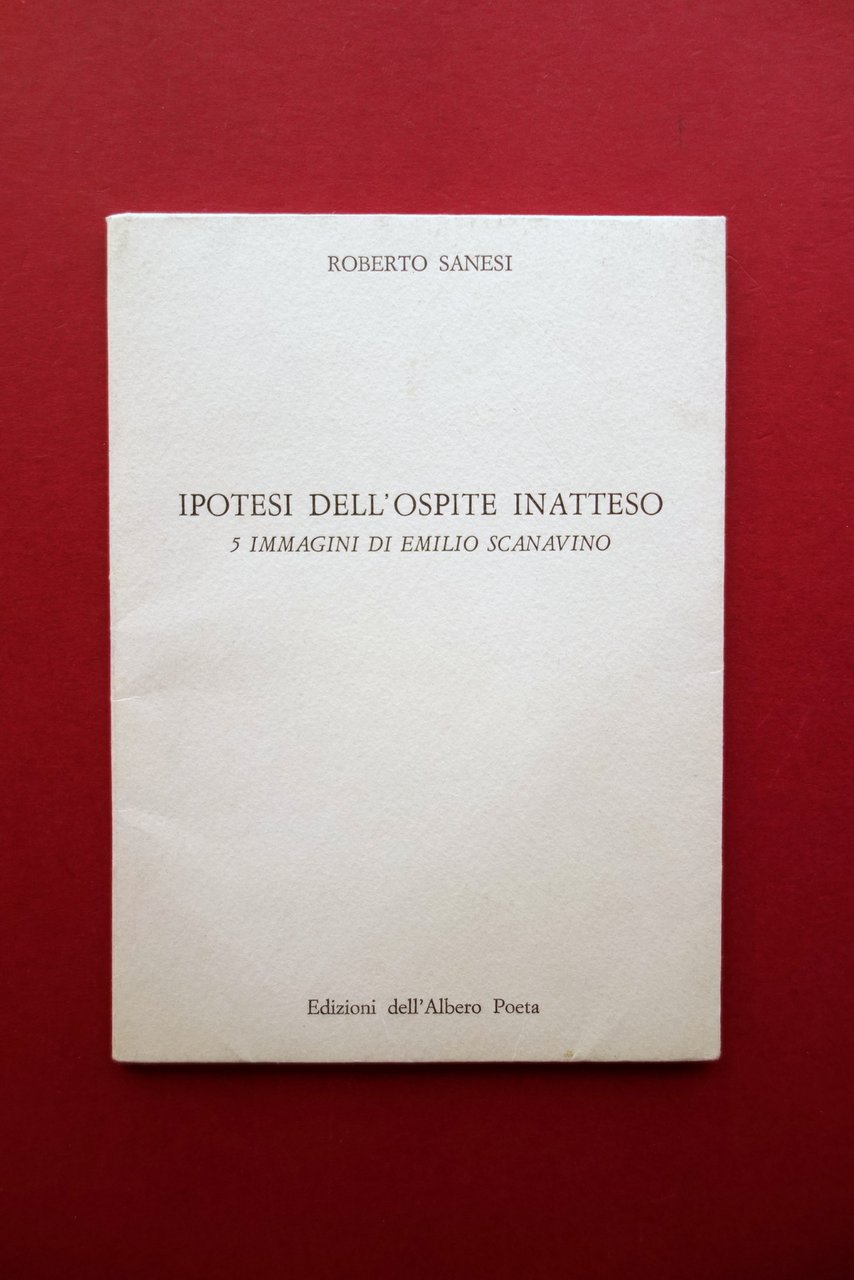 ROBERTO SANESI
IPOTESI DELL'OSPITE INATTESO
5 IMMAGINI DI EMILIO SCANAVINO
Edizioni dell'Albero Poeta